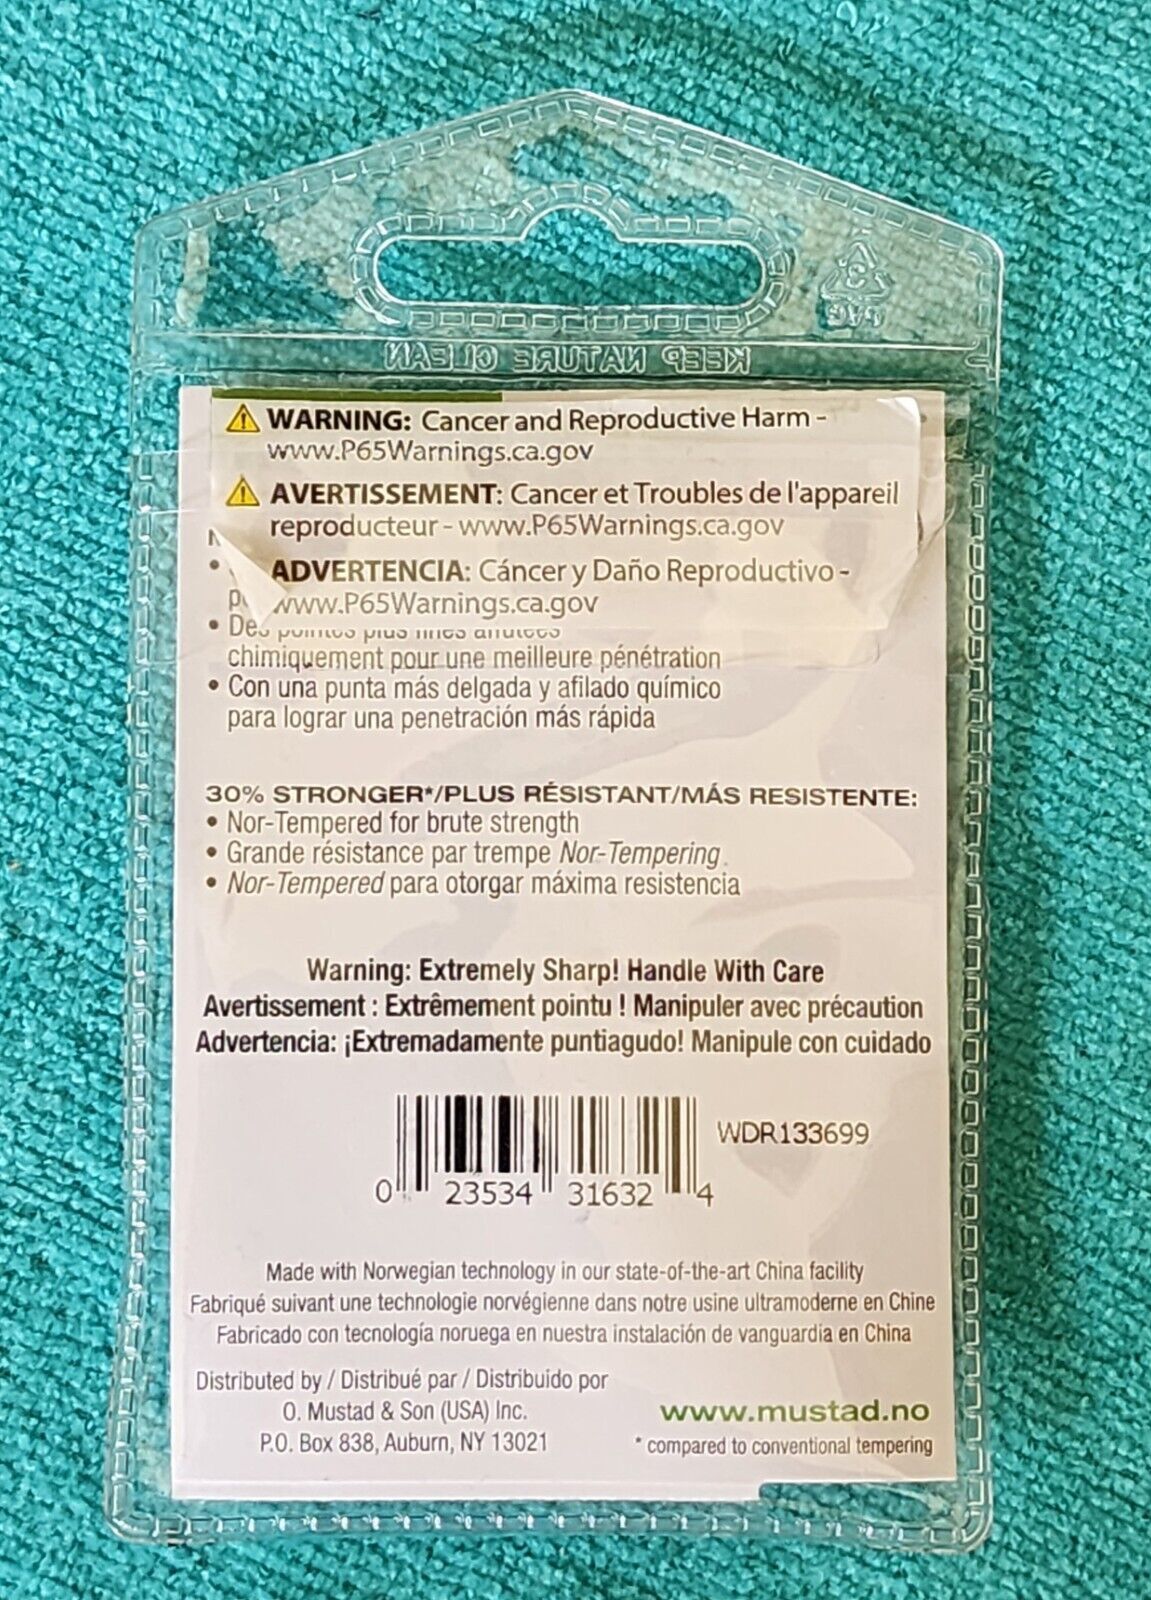 KEEP NATURE CLEAN
WARNING: Cancer and Reproductive Harm -
www.P65Warnings.ca.gov
AVERTISSEMENT: Cancer et Troubles de l'appareil
reproducteur - www.P65Warnings.ca.gov
ADVERTENCIA: Cáncer y Daño Reproductivo -
www.P65Warnings.ca.gov
• Des pointes plus fines affûtées
chimiquement pour une meilleure pénétration
• Con una punta más delgada y afilado químico
para lograr una penetración más rápida
30% STRONGER*/PLUS RÉSISTANT/MÁS RESISTENTE:
• Nor-Tempered for brute strength
• Grande résistance par trempe Nor-Tempering.
• Nor-Tempered para otorgar máxima resistencia
Warning: Extremely Sharp! Handle With Care
Avertissement : Extrêmement pointu ! Manipuler avec précaution
Advertencia: ¡Extremadamente puntiagudo! Manipule con cuidado
WDR133699
0 23534 31632 4
Made with Norwegian technology in our state-of-the-art China facility
Fabriqué suivant une technologie norvégienne dans notre usine ultramoderne en Chine
Fabricado con tecnología noruega en nuestra instalación de vanguardia en China
Distributed by / Distribué par / Distribuido por
O. Mustad & Son (USA) Inc.
P.O. Box 838, Auburn, NY 13021
www.mustad.no
* compared to conventional tempering